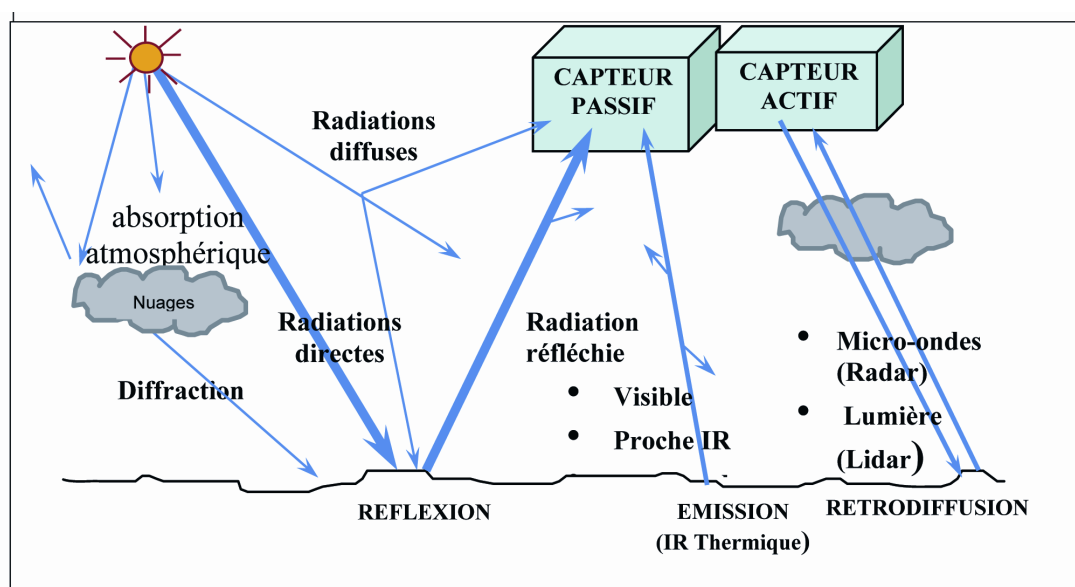 CAPTEUR
PASSIF
CAPTEUR
ACTIF
Radiations
diffuses
absorption
atmosphérique
Nuages
Radiations
directes
Radiation
réfléchie
• Visible
• Proche IR
• Micro-ondes
(Radar)
• Lumière
(Lidar)
Diffraction
REFLEXION
EMISSION
(IR Thermique)
RETRODIFFUSION